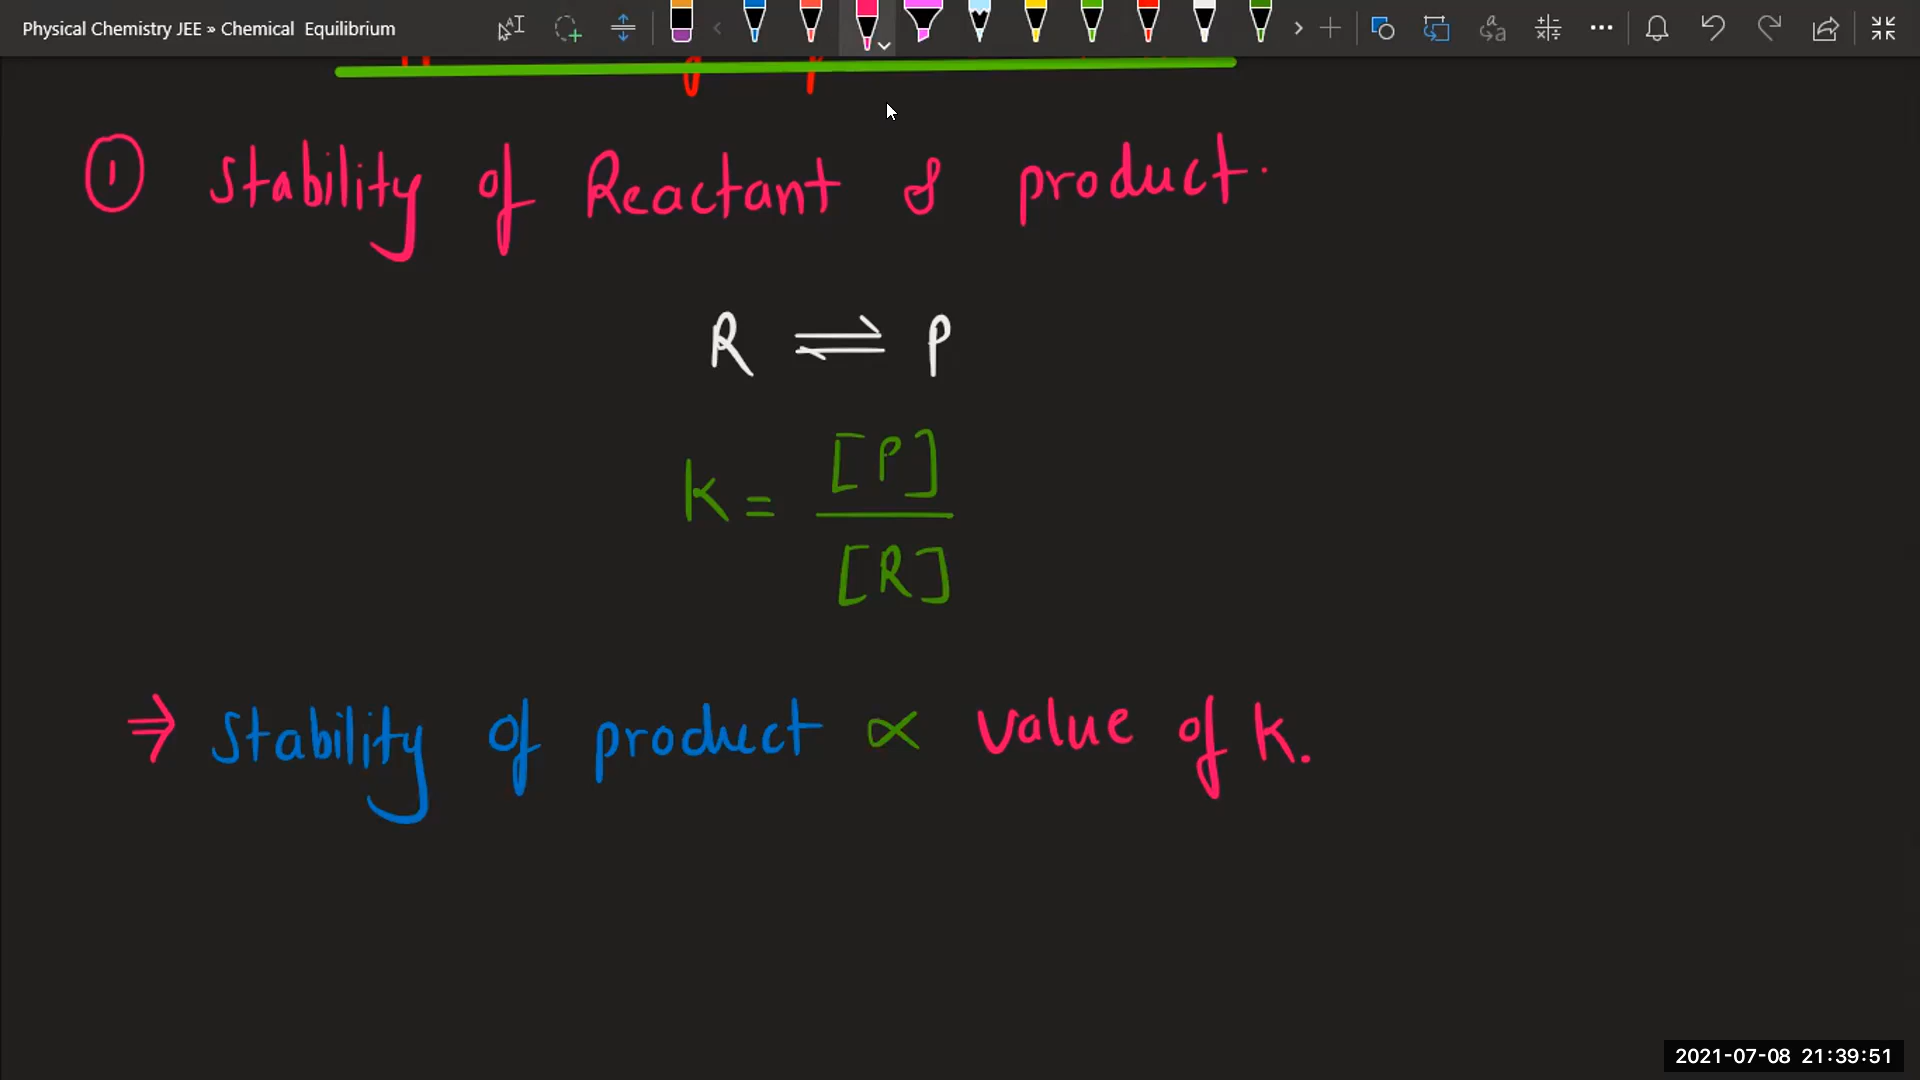 Physical Chemistry JEE » Chemical Equilibrium
① Stability of Reactant & product.
R ⇌ P
K = [P] / [R]
⇒ Stability of product ∝ value of K.
2021-07-08 21:39:51